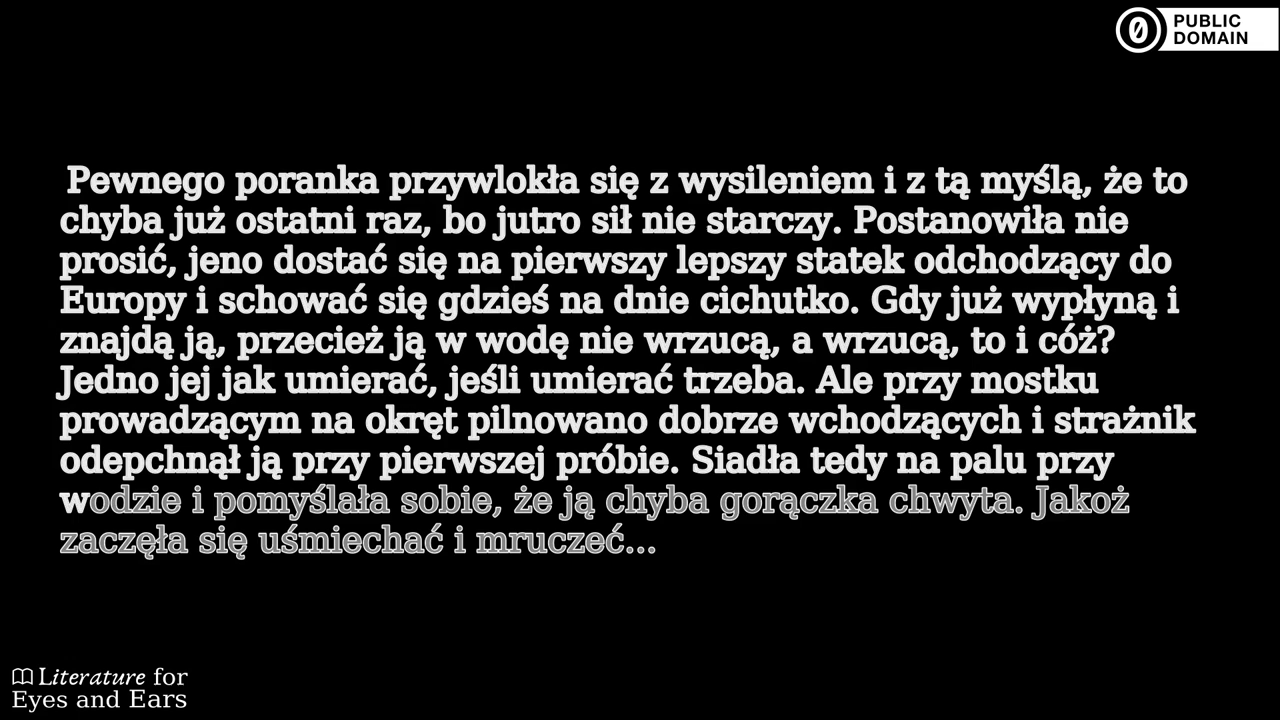 PUBLIC
DOMAIN
Pewnego poranka przywlokła się z wysileniem i z tą myślą, że to
chyba już ostatni raz, bo jutro sił nie starczy. Postanowiła nie
prosić, jeno dostać się na pierwszy lepszy statek odchodzący do
Europy i schować się gdzieś na dnie cichutko. Gdy już wypłyną i
znajdą ją, przecież ją w wodę nie wrzucą, a wrzucą, to i cóż?
Jedno jej jak umierać, jeśli umierać trzeba. Ale przy mostku
prowadzącym na okręt pilnowano dobrze wchodzących i strażnik
odepchnął ją przy pierwszej próbie. Siadła tedy na palu przy
wodzie i pomyślała sobie, że ją chyba gorączka chwyta. Jakoż
zaczęła się uśmiechać i mruczeć...
Literature for
Eyes and Ears